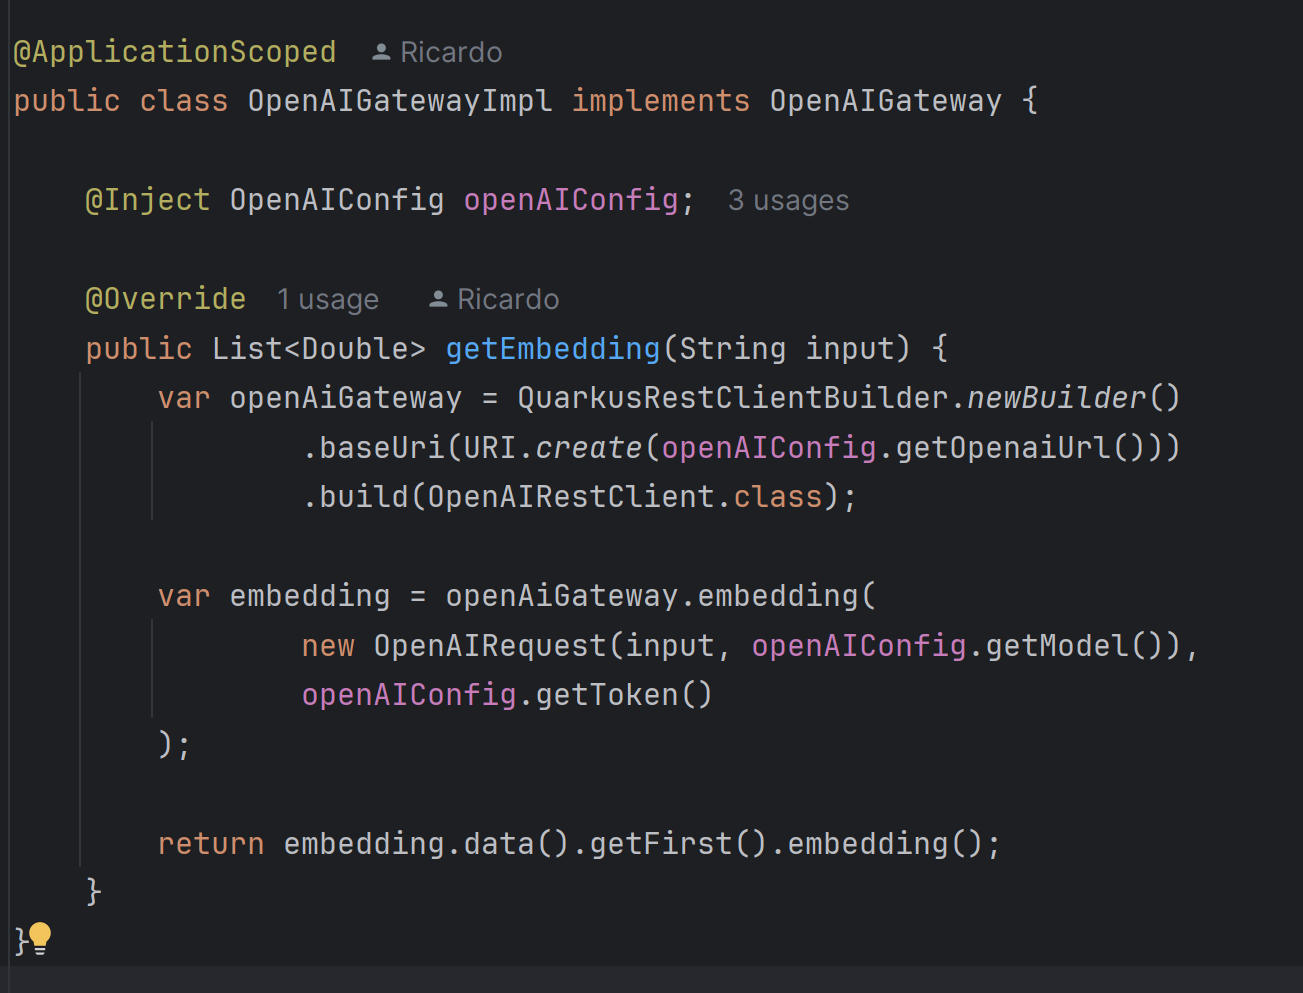 @ApplicationScoped Ricardo
public class OpenAIGatewayImpl implements OpenAIGateway {
@Inject OpenAIConfig openAIConfig; 3 usages
@Override 1 usage Ricardo
public List<Double> getEmbedding(String input) {
var openAiGateway = QuarkusRestClientBuilder.newBuilder()
.baseUri(URI.create(openAIConfig.getOpenaiUrl()))
.build(OpenAIRestClient.class);
var embedding = openAiGateway.embedding(
new OpenAIRequest(input, openAIConfig.getModel()),
openAIConfig.getToken()
);
return embedding.data().getFirst().embedding();
}
}